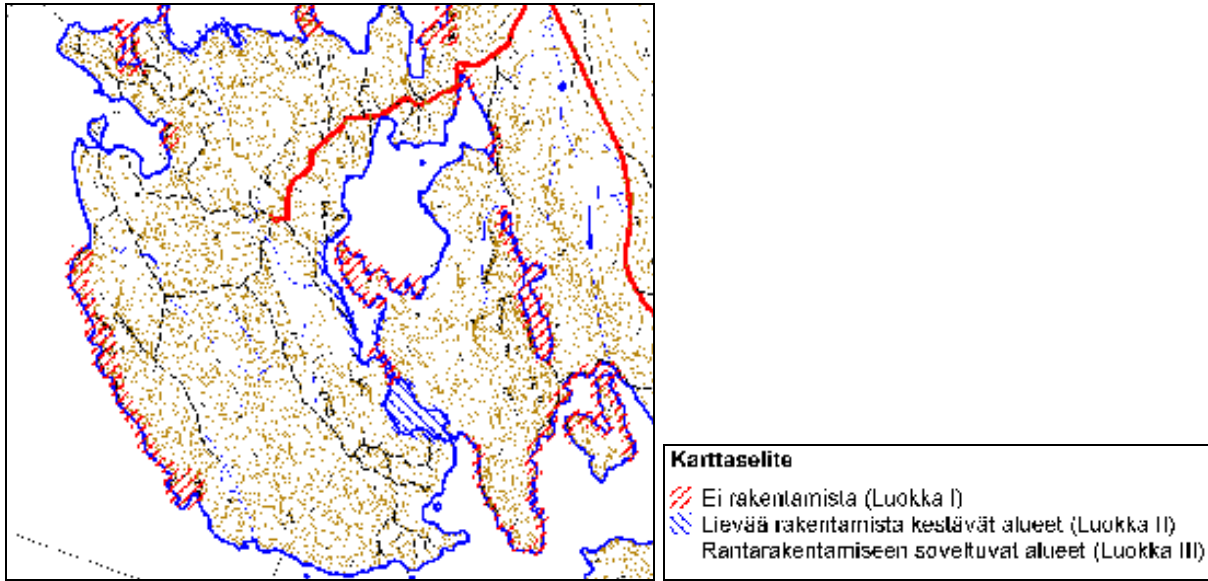 Karttaselite
Ei rakentamista (Luokka I)
Lievää rakentamista kestävät alueet (Luokka II)
Rantarakentamiseen soveltuvat alueet (Luokka III)